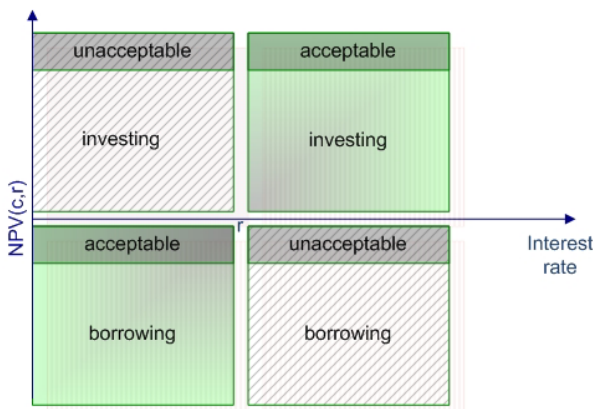 unacceptable
acceptable
investing
investing
NPV(c,r)
r
Interest
rate
acceptable
unacceptable
borrowing
borrowing